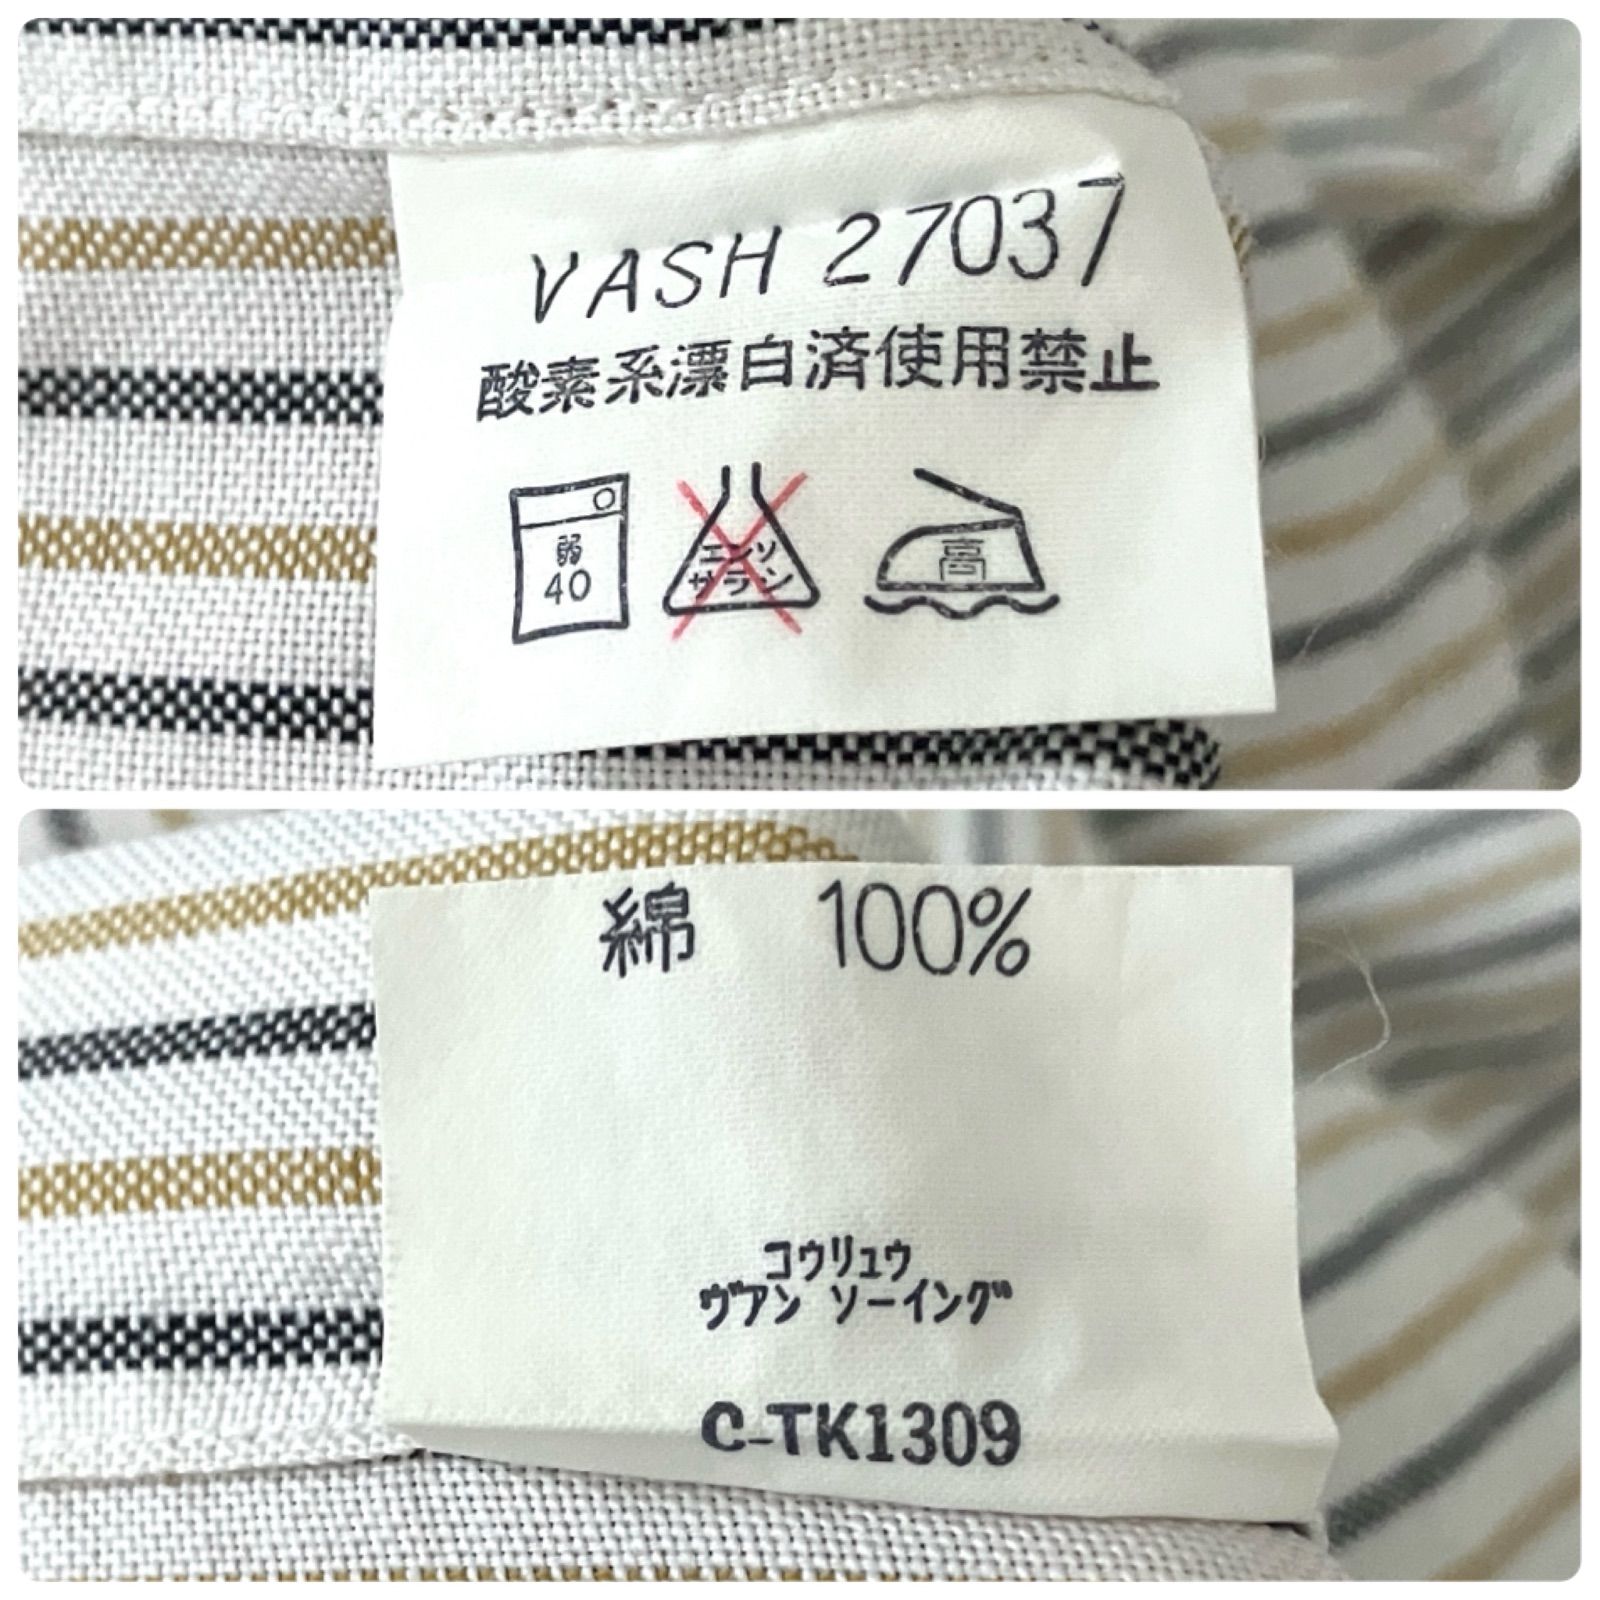 VASH 27037
酸素系漂白済使用禁止
弱
40
エンソ
サラシ
高
綿 100%
コウリュウ
ヴアン ソーイング
C-TK1309